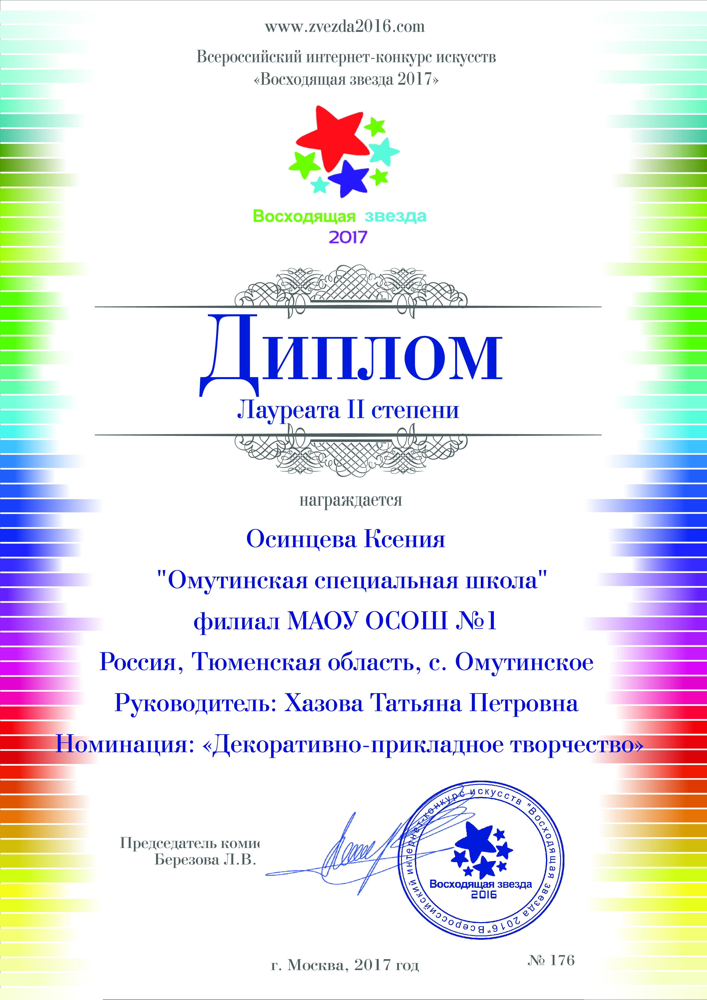 www.zvezda2016.com
Всероссийский интернет-конкурс искусств
«Восходящая звезда 2017»
Восходящая звезда
2017
Диплом
Лауреата II степени
награждается
Осинцева Ксения
"Омутинская специальная школа"
филиал МАОУ ОСОШ №1
Россия, Тюменская область, с. Омутинское
Руководитель: Хазова Татьяна Петровна
Номинация: «Декоративно-прикладное творчество»
Председатель комис
Березова Л.В.
Всероссийский интернет-конкурс искусств "Восходящая звезда 2016"
Восходящая звезда
2016
г. Москва, 2017 год
№ 176